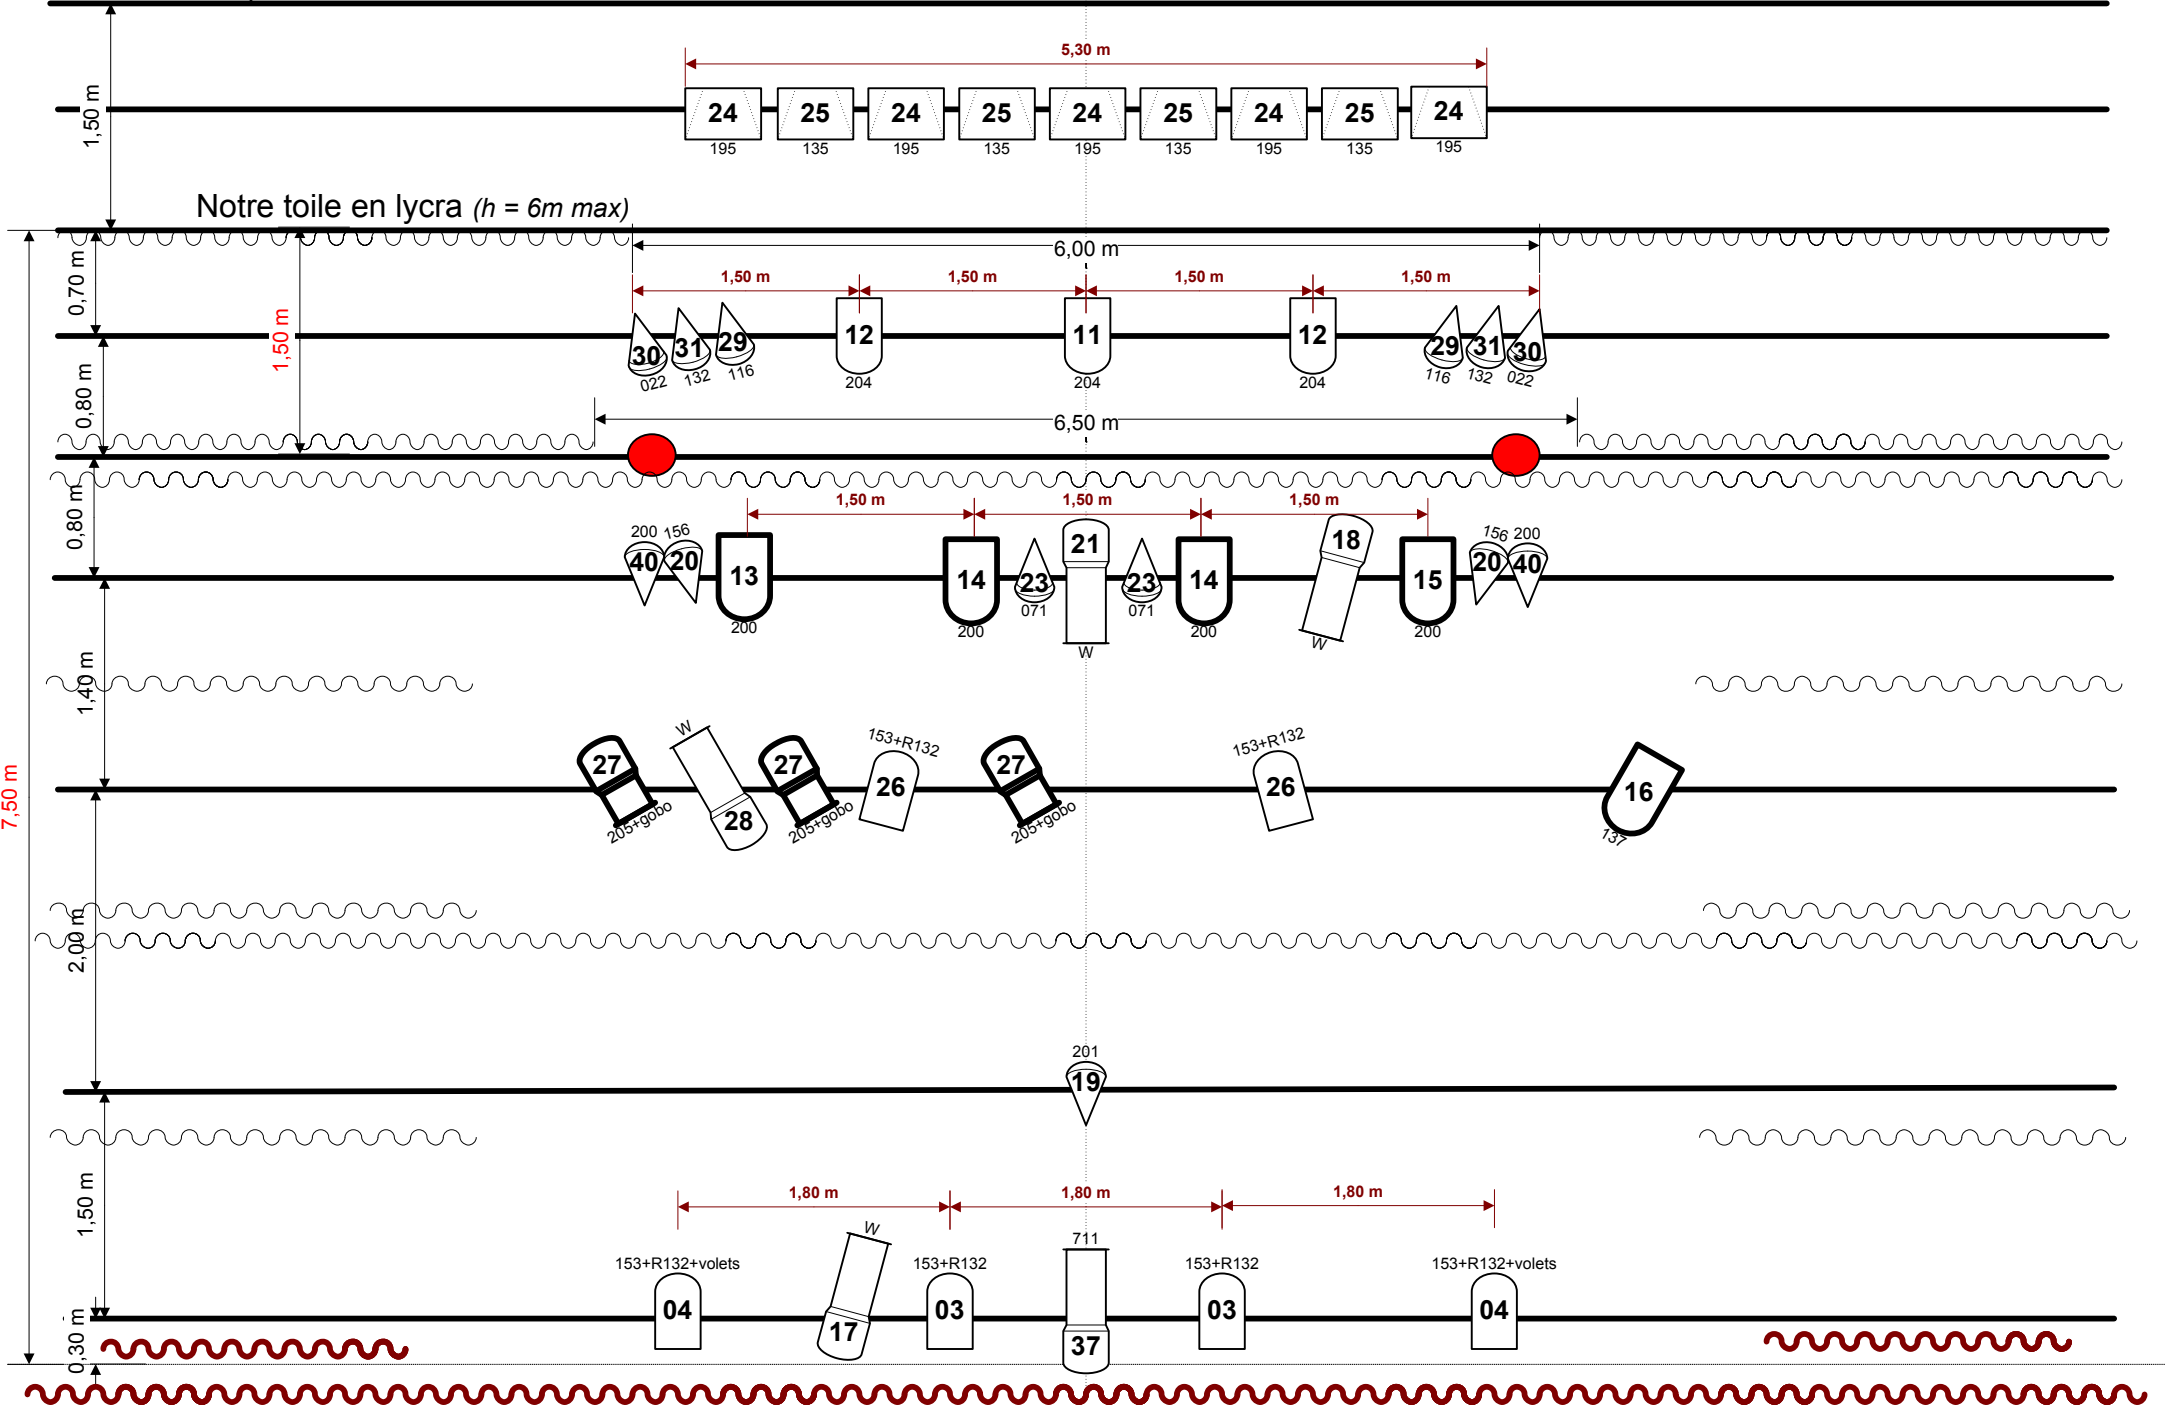 5,30 m
1,50 m
24 25 24 25 24 25 24 25 24
195 135 195 135 195 135 195 135 195
Notre toile en lycra (h = 6m max)
6,00 m
0,70 m
1,50 m 1,50 m 1,50 m 1,50 m
1,50 m
30 31 29 12 11 12 29 31 30
022 132 116 204 204 204 116 132 022
0,80 m
6,50 m
0,80 m
1,50 m 1,50 m 1,50 m
200 156 156 200
40 20 13 14 23 21 23 14 18 15 20 40
200 200 071 W 071 200 W 200
1,40 m
W 153+R132 153+R132
27 28 27 26 27 26 16
205+gobo 205+gobo 205+gobo 137
7,50 m
2,00 m
201
19
1,50 m
1,80 m 1,80 m 1,80 m
W 711
153+R132+volets 153+R132 153+R132 153+R132+volets
04 17 03 37 03 04
0,30 m